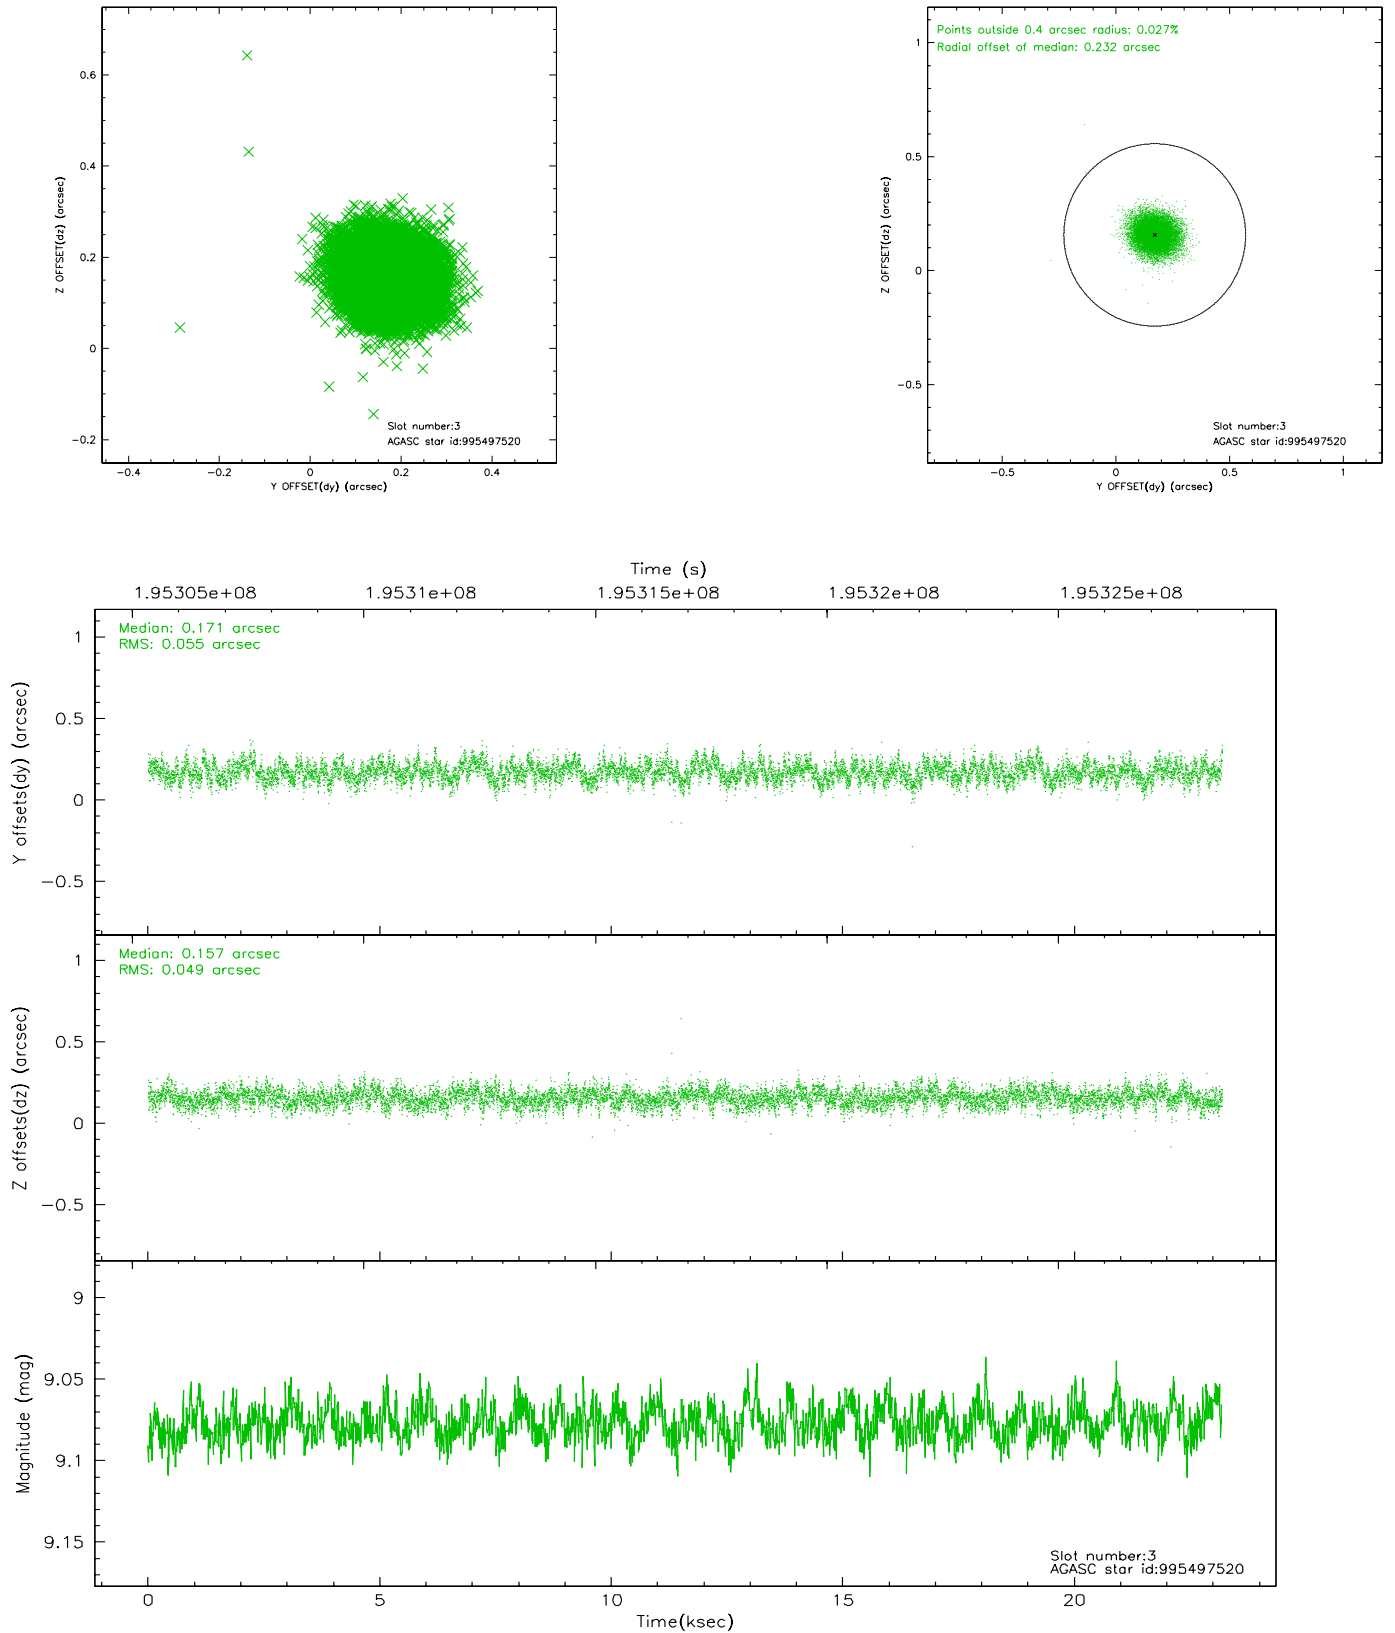 0.6
0.4
0.2
0
−0.2
Z OFFSET(dz) (arcsec)
Slot number:3
AGASC star id:995497520
−0.4 −0.2 0 0.2 0.4
Y OFFSET(dy) (arcsec)
Points outside 0.4 arcsec radius: 0.027%
Radial offset of median: 0.232 arcsec
1
0.5
0
−0.5
Z OFFSET(dz) (arcsec)
Slot number:3
AGASC star id:995497520
−0.5 0 0.5 1
Y OFFSET(dy) (arcsec)
Time (s)
1.95305e+08 1.9531e+08 1.95315e+08 1.9532e+08 1.95325e+08
Median: 0.171 arcsec
RMS: 0.055 arcsec
1
0.5
0
−0.5
Y offsets(dy) (arcsec)
Median: 0.157 arcsec
RMS: 0.049 arcsec
1
0.5
0
−0.5
Z offsets(dz) (arcsec)
9
9.05
9.1
9.15
Magnitude (mag)
Slot number:3
AGASC star id:995497520
0 5 10 15 20
Time(ksec)